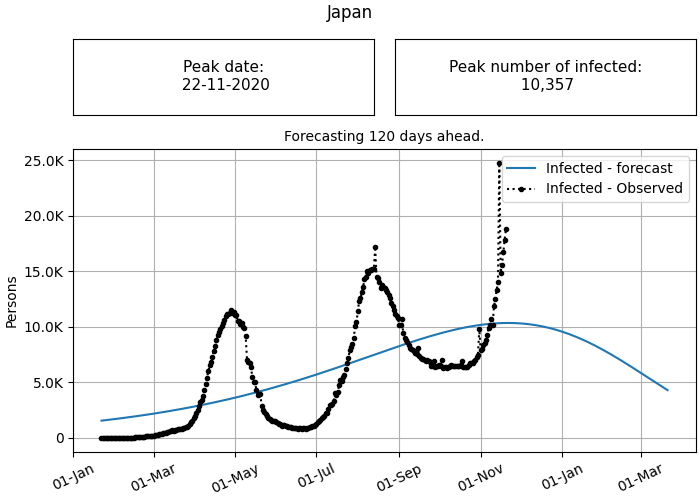 Japan
Peak date:
22-11-2020
Peak number of infected:
10,357
Forecasting 120 days ahead.
25.0K
20.0K
15.0K
10.0K
5.0K
0
Persons
Infected - forecast
Infected - Observed
01-Jan
01-Mar
01-May
01-Jul
01-Sep
01-Nov
01-Jan
01-Mar